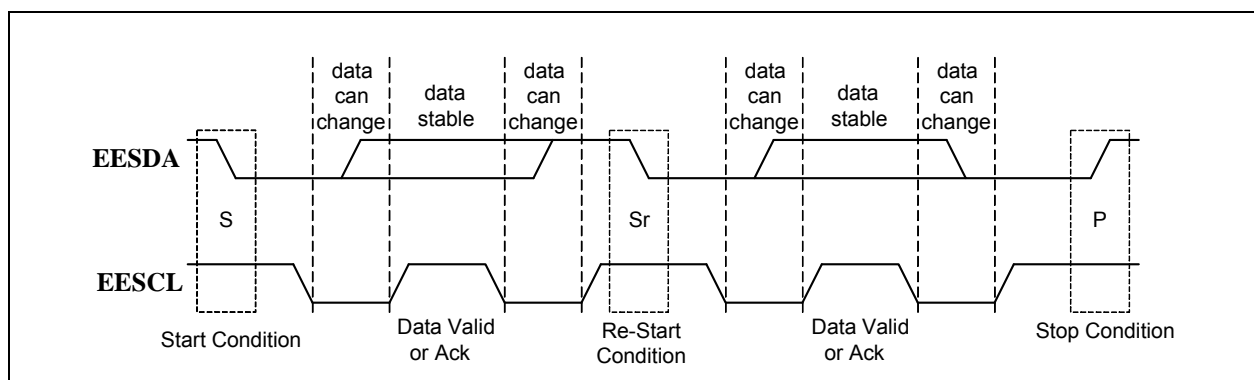 data
can
change
data
stable
data
can
change
data
can
change
data
stable
data
can
change
EESDA
S
Sr
P
EESCL
Start Condition
Data Valid
or Ack
Re-Start
Condition
Data Valid
or Ack
Stop Condition